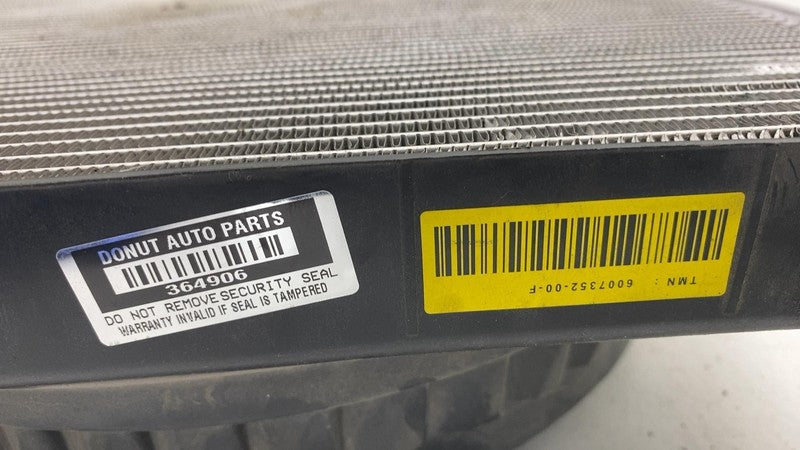 DONUT AUTO PARTS
364906
DO NOT REMOVE SECURITY SEAL
WARRANTY INVALID IF SEAL IS TAMPERED
TMN : 6007352-00-F